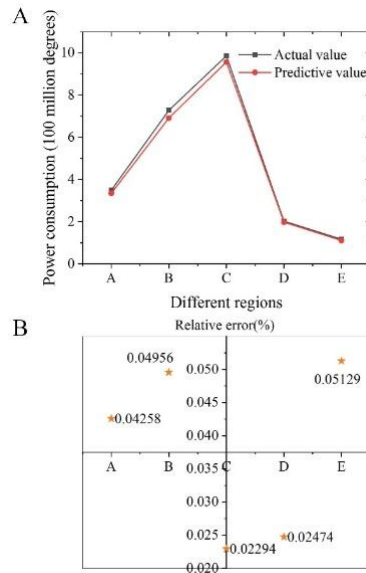 A
Power consumption (100 million degrees)
10
8
6
4
2
0
Actual value
Predictive value
A B C D E
Different regions
B
Relative error(%)
0.04956
0.050
0.05129
0.045
0.04258
0.040
A B C D E
0.035
0.030
0.025
0.02474
0.02294
0.020